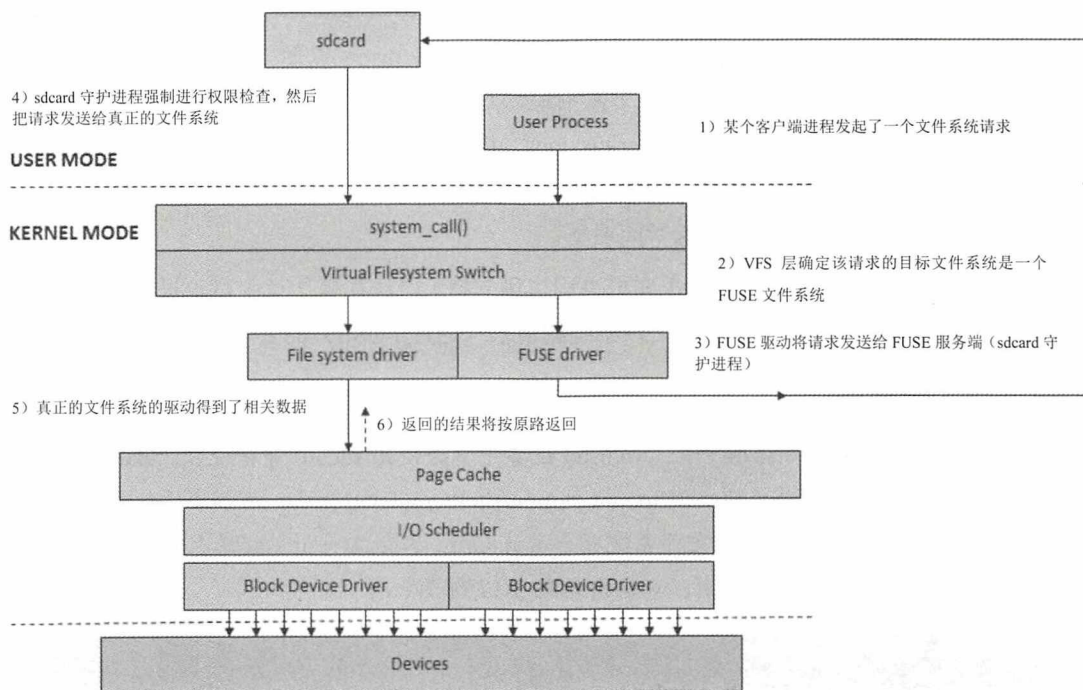 sdcard
4）sdcard 守护进程强制进行权限检查，然后
把请求发送给真正的文件系统
User Process
1）某个客户端进程发起了一个文件系统请求
USER MODE
KERNEL MODE
system_call()
Virtual Filesystem Switch
2）VFS 层确定该请求的目标文件系统是一个
FUSE 文件系统
File system driver
FUSE driver
3）FUSE 驱动将请求发送给 FUSE 服务端（sdcard 守
护进程）
5）真正的文件系统的驱动得到了相关数据
6）返回的结果将按原路返回
Page Cache
I/O Scheduler
Block Device Driver
Block Device Driver
Devices